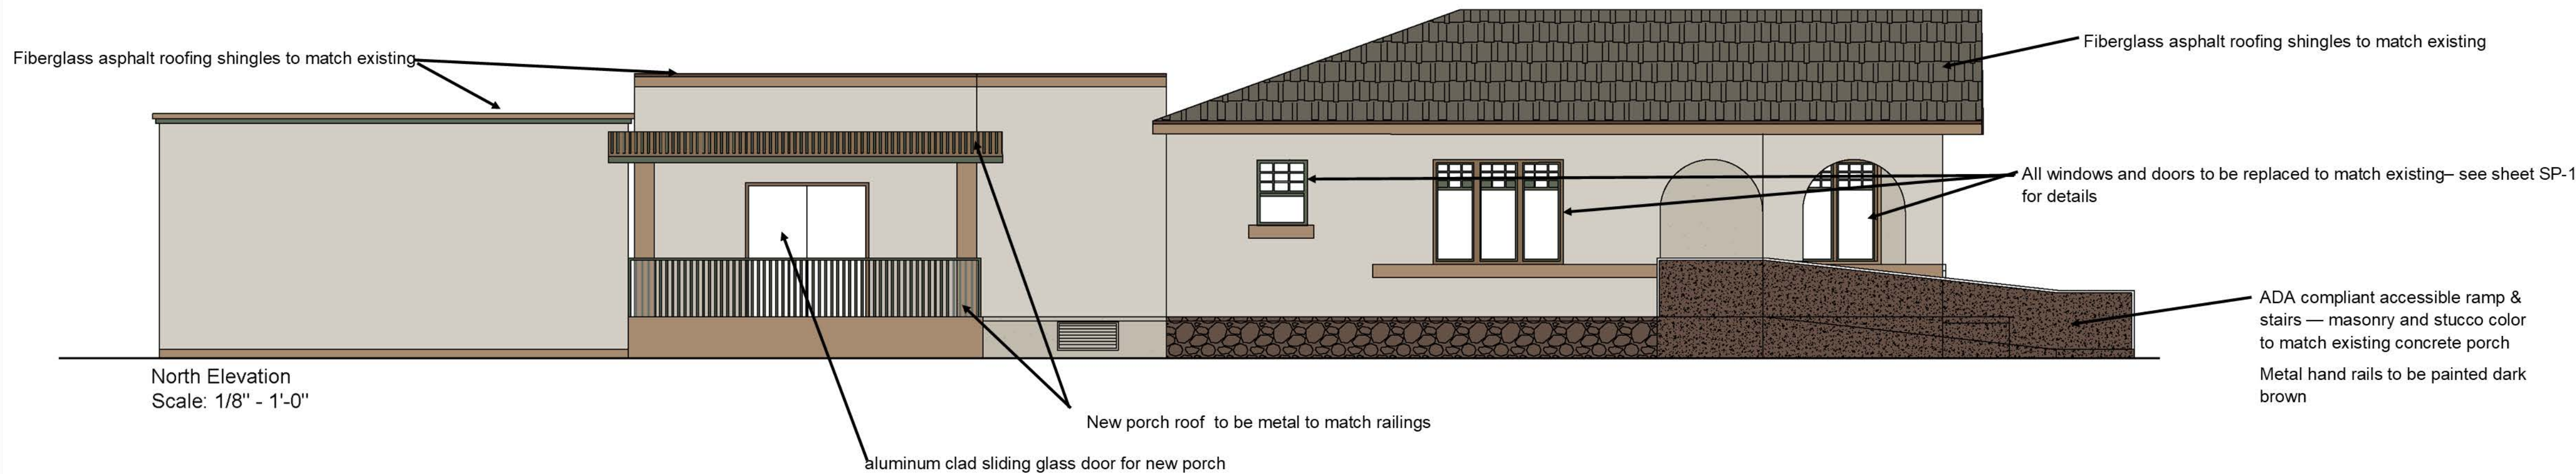 Fiberglass asphalt roofing shingles to match existing
Fiberglass asphalt roofing shingles to match existing
All windows and doors to be replaced to match existing– see sheet SP-1
for details
ADA compliant accessible ramp &
stairs — masonry and stucco color
to match existing concrete porch
Metal hand rails to be painted dark
brown
North Elevation
Scale: 1/8" - 1'-0"
New porch roof  to be metal to match railings
aluminum clad sliding glass door for new porch